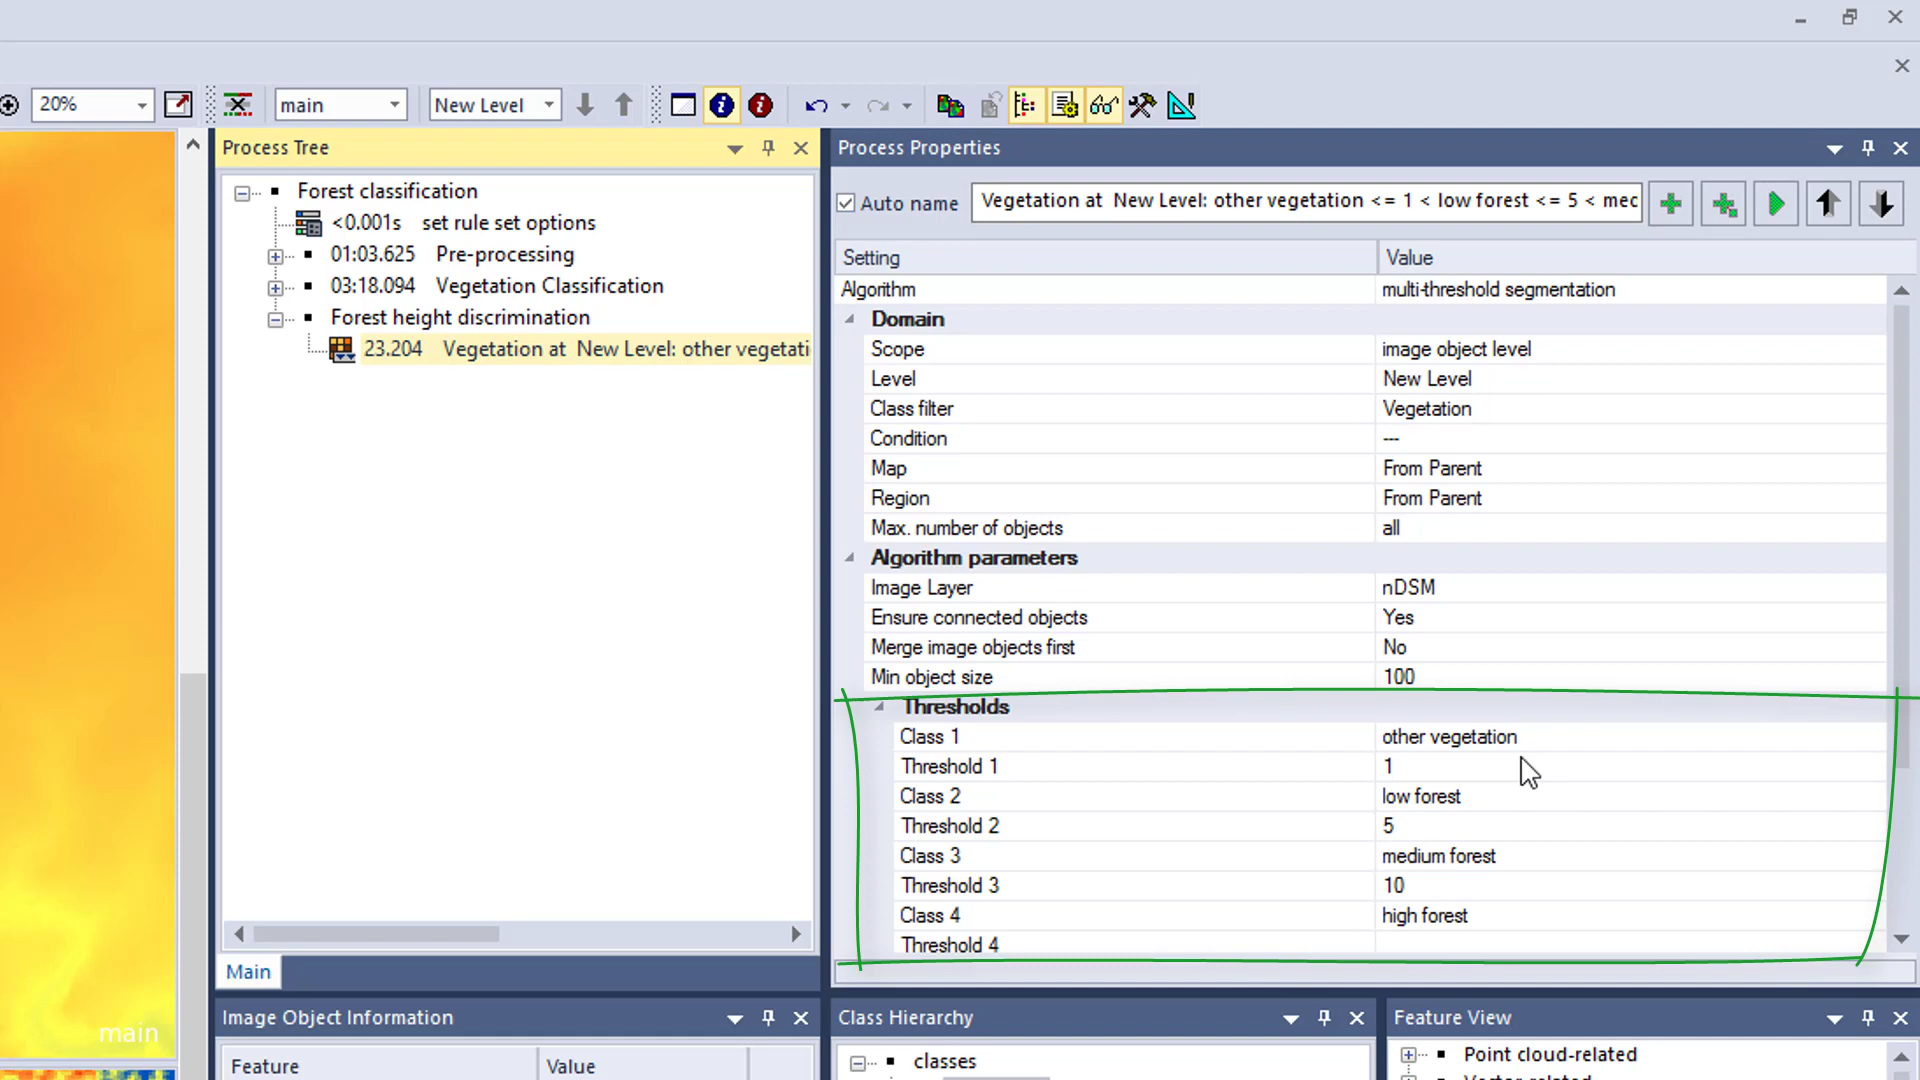 20%
main
New Level
Process Tree
Forest classification
<0.001s set rule set options
01:03.625 Pre-processing
03:18.094 Vegetation Classification
Forest height discrimination
23.204 Vegetation at New Level: other vegetati
Main
Process Properties
Auto name
Vegetation at New Level: other vegetation <= 1 < low forest <= 5 < mec
Setting Value
Algorithm multi-threshold segmentation
Domain
Scope image object level
Level New Level
Class filter Vegetation
Condition ---
Map From Parent
Region From Parent
Max. number of objects all
Algorithm parameters
Image Layer nDSM
Ensure connected objects Yes
Merge image objects first No
Min object size 100
Thresholds
Class 1 other vegetation
Threshold 1 1
Class 2 low forest
Threshold 2 5
Class 3 medium forest
Threshold 3 10
Class 4 high forest
Threshold 4
main
Image Object Information
Feature Value
Class Hierarchy
classes
Feature View
Point cloud-related